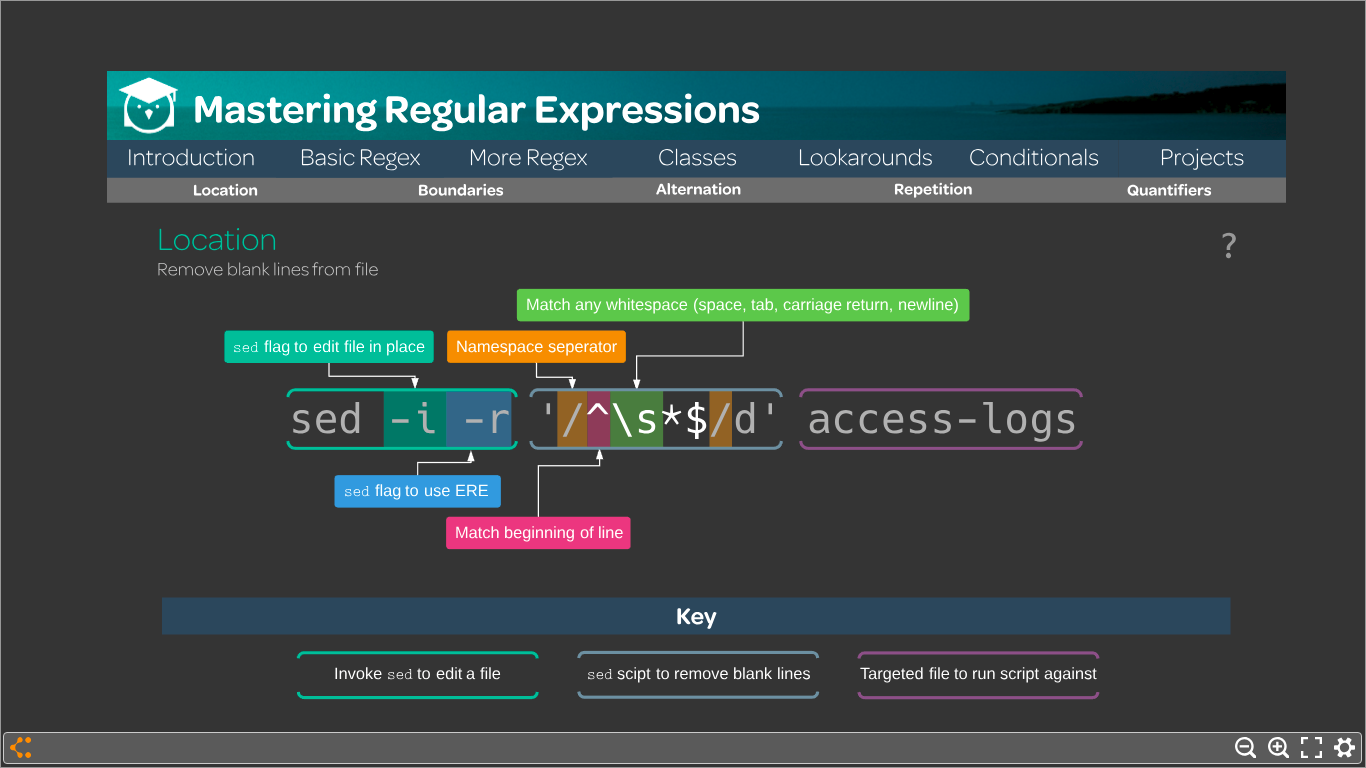 Mastering Regular Expressions
Introduction Basic Regex More Regex Classes Lookarounds Conditionals Projects
Location Boundaries Alternation Repetition Quantifiers
Location
?
Remove blank lines from file
Match any whitespace (space, tab, carriage return, newline)
sed flag to edit file in place
Namespace seperator
sed -i -r '/^\s*$/d' access-logs
sed flag to use ERE
Match beginning of line
Key
Invoke sed to edit a file
sed scipt to remove blank lines
Targeted file to run script against